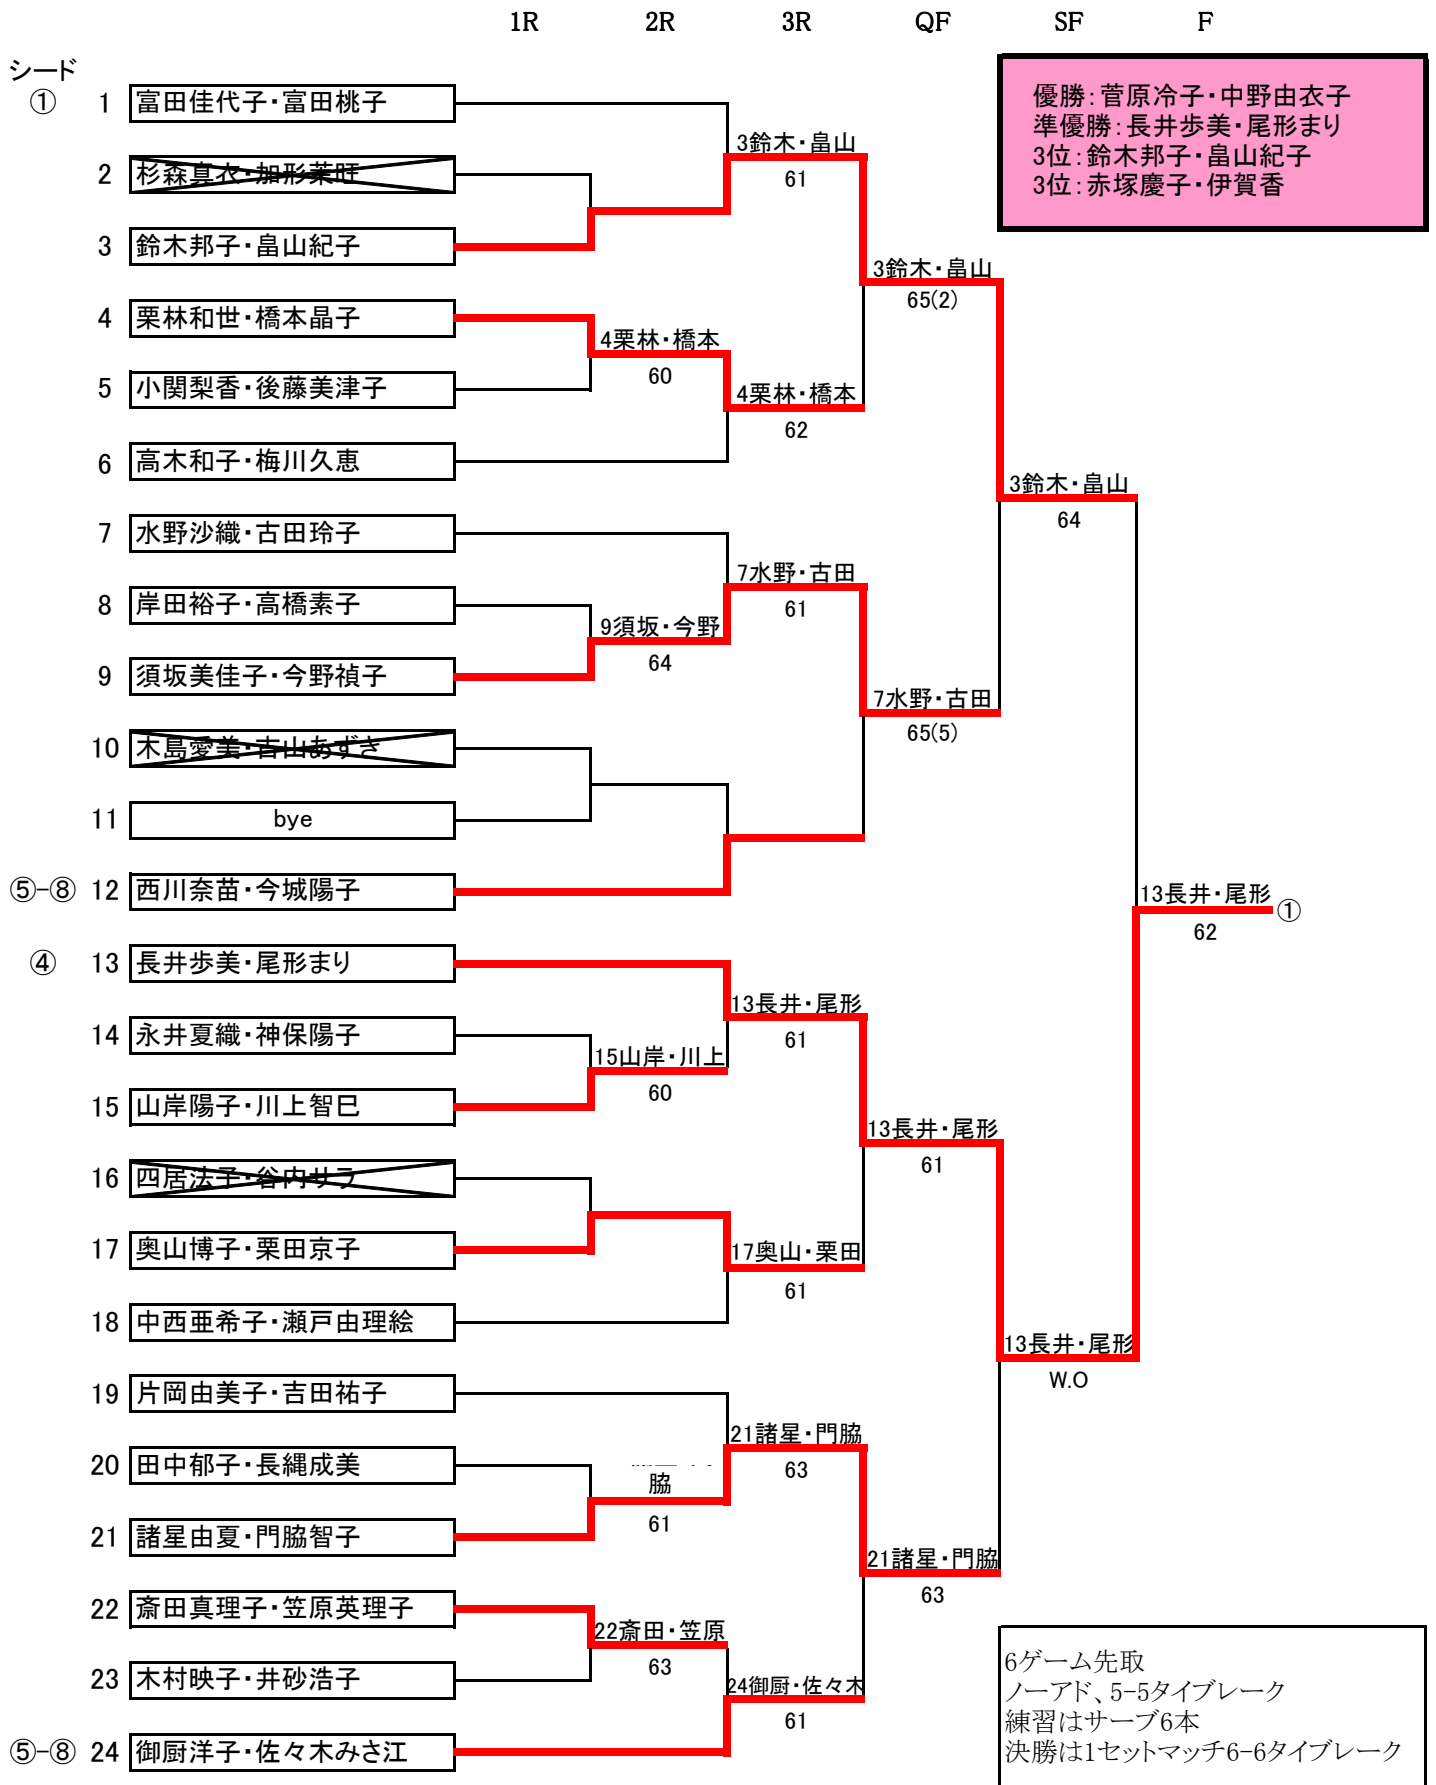 1R 2R 3R QF SF F
シード
優勝：菅原冷子・中野由衣子
準優勝：長井歩美・尾形まり
3位：鈴木邦子・畠山紀子
3位：赤塚慶子・伊賀香
① 1 富田佳代子・富田桃子
3鈴木・畠山
61
2 杉森真衣・加形茉旺
3 鈴木邦子・畠山紀子
3鈴木・畠山
65(2)
4 栗林和世・橋本晶子
4栗林・橋本
60
5 小関梨香・後藤美津子
4栗林・橋本
62
6 高木和子・梅川久恵
3鈴木・畠山
64
7 水野沙織・古田玲子
7水野・古田
61
8 岸田裕子・高橋素子
9須坂・今野
64
9 須坂美佳子・今野禎子
7水野・古田
65(5)
10 木島愛美・古山あずさ
11 bye
⑤-⑧ 12 西川奈苗・今城陽子
13長井・尾形
①
62
④ 13 長井歩美・尾形まり
13長井・尾形
61
14 永井夏織・神保陽子
15山岸・川上
60
15 山岸陽子・川上智巳
13長井・尾形
61
16 四居法子・谷内サラ
17 奥山博子・栗田京子
17奥山・栗田
61
18 中西亜希子・瀬戸由理絵
13長井・尾形
W.O
19 片岡由美子・吉田祐子
21諸星・門脇
63
20 田中郁子・長縄成美
脇
61
21 諸星由夏・門脇智子
21諸星・門脇
63
22 斎田真理子・笠原英理子
22斎田・笠原
63
23 木村映子・井砂浩子
24御厨・佐々木
61
⑤-⑧ 24 御厨洋子・佐々木みさ江
6ゲーム先取
ノーアド、5-5タイブレーク
練習はサーブ6本
決勝は1セットマッチ6-6タイブレーク